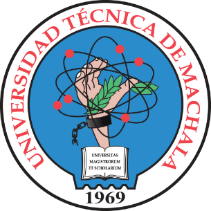 UNIVERSIDAD TÉCNICA DE MACHALA
UNIVERSITAS
MAGISTRORUM
ET SCHOLARIUM
1969